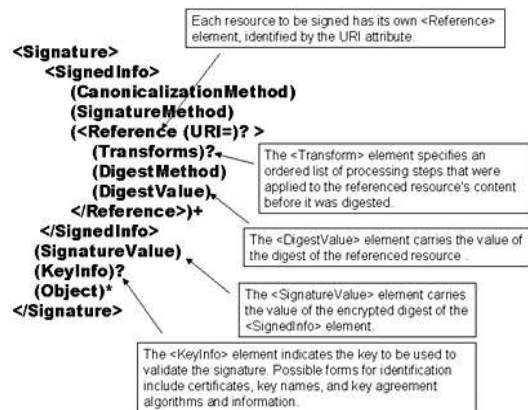 Each resource to be signed has its own <Reference>
element, identified by the URI attribute.
<Signature>
<SignedInfo>
(CanonicalizationMethod)
(SignatureMethod)
(<Reference (URI=)? >
(Transforms)?
(DigestMethod)
(DigestValue)
</Reference>)+
</SignedInfo>
(SignatureValue)
(KeyInfo)?
(Object)*
</Signature>
The <Transform> element specifies an
ordered list of processing steps that were
applied to the referenced resource's content
before it was digested.
The <DigestValue> element carries the value of
the digest of the referenced resource .
The <SignatureValue> element carries
the value of the encrypted digest of the
<SignedInfo> element.
The <KeyInfo> element indicates the key to be used to
validate the signature. Possible forms for identification
include certificates, key names, and key agreement
algorithms and information.